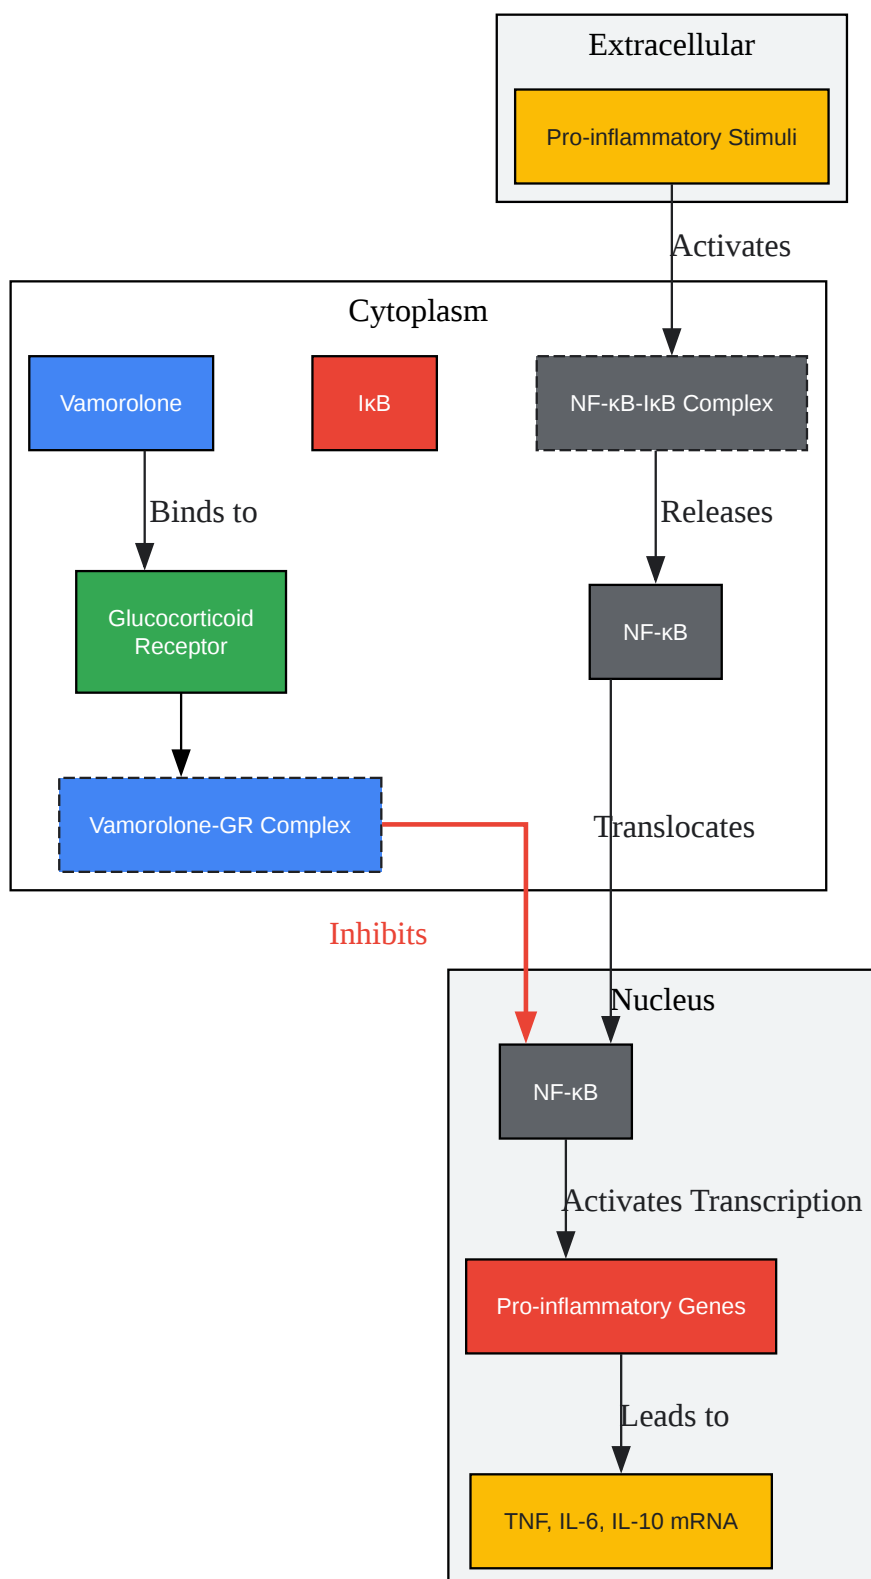 Extracellular
Pro-inflammatory Stimuli
Activates
Cytoplasm
Vamorolone
IκB
NF-κB-IκB Complex
Binds to
Releases
Glucocorticoid
Receptor
NF-κB
Vamorolone-GR Complex
Translocates
Inhibits
Nucleus
NF-κB
Activates Transcription
Pro-inflammatory Genes
Leads to
TNF, IL-6, IL-10 mRNA